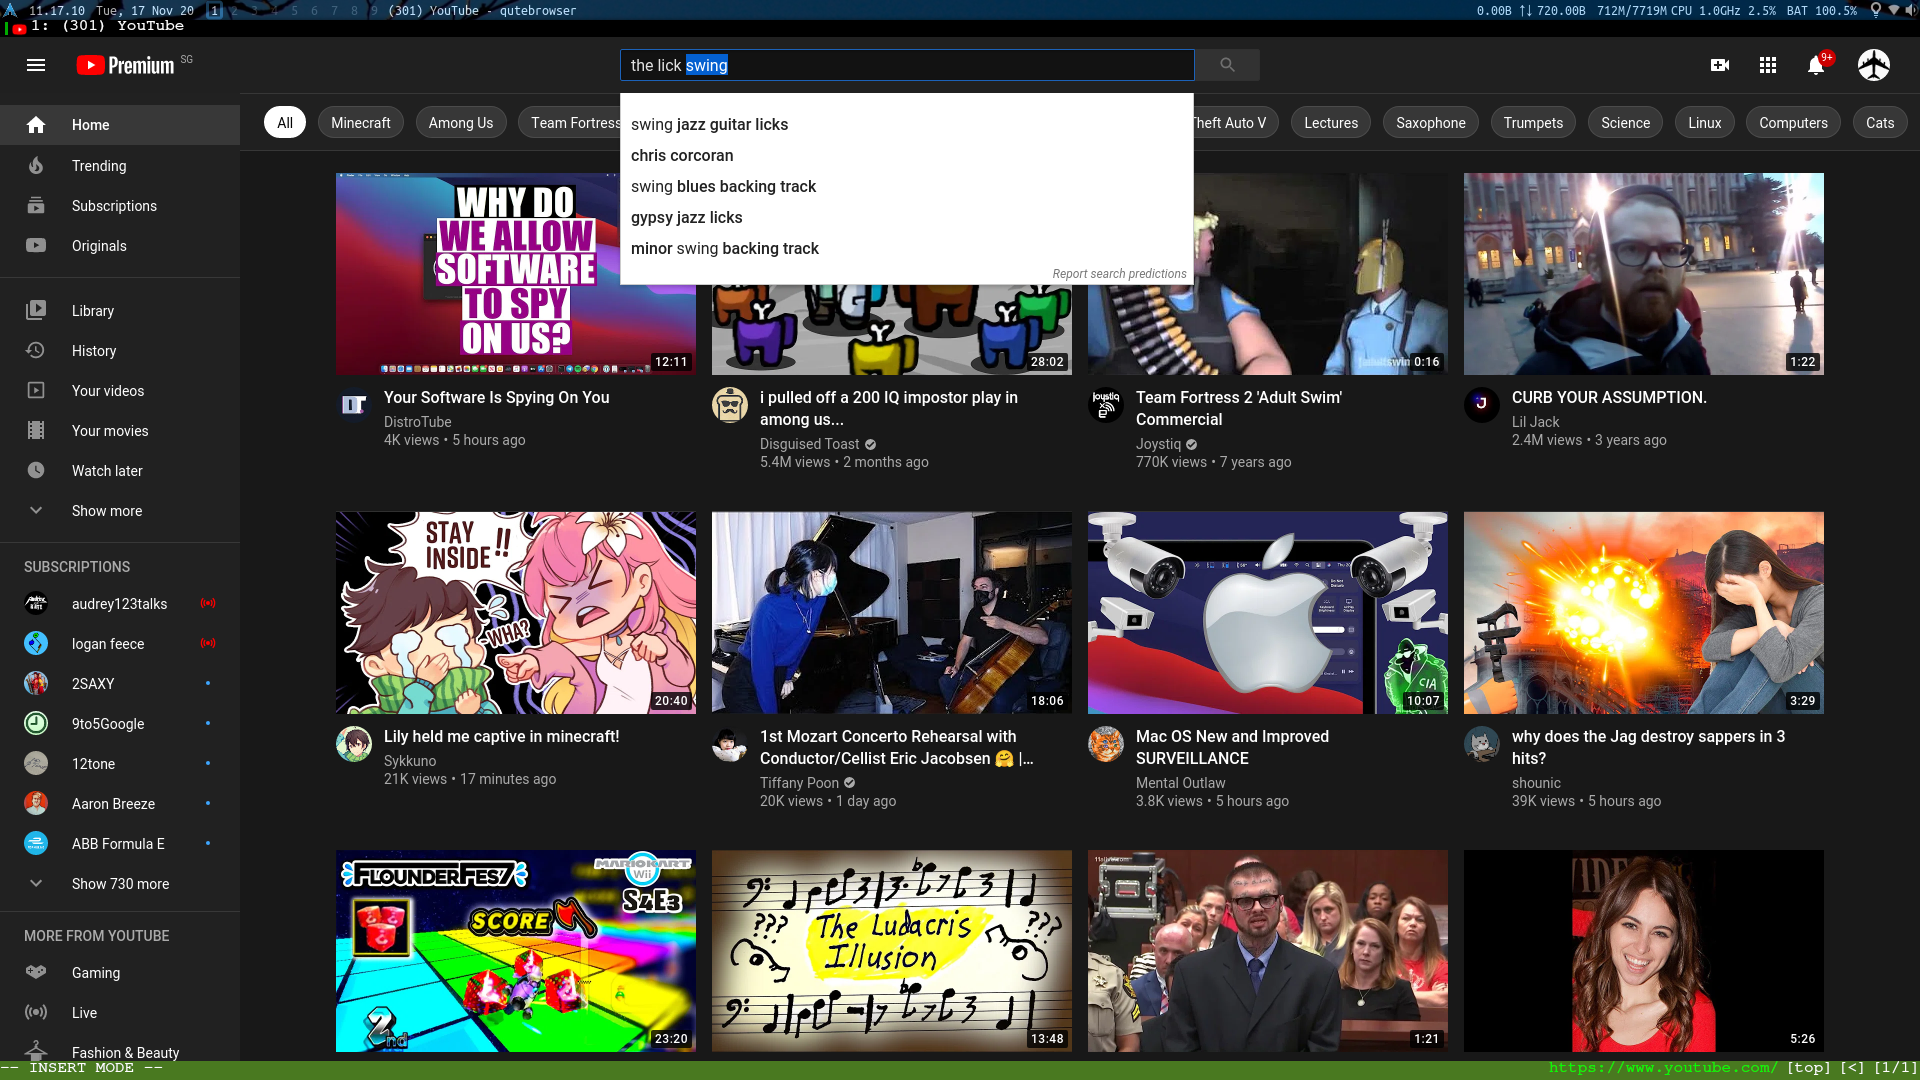 11.17.10 Tue, 17 Nov 20 1 2 3 4 5 6 7 8 9 (301) YouTube - qutebrowser 0.00B ↑↓ 720.00B 712M/7719M CPU 1.0GHz 2.5% BAT 100.5%
1: (301) YouTube
Premium SG
the lick swing
9+
Home
Trending
Subscriptions
Originals
Library
History
Your videos
Your movies
Watch later
Show more
SUBSCRIPTIONS
audrey123talks
logan feece
2SAXY
9to5Google
12tone
Aaron Breeze
ABB Formula E
Show 730 more
MORE FROM YOUTUBE
Gaming
Live
Fashion & Beauty
All Minecraft Among Us Team Fortress Theft Auto V Lectures Saxophone Trumpets Science Linux Computers Cats
swing jazz guitar licks
chris corcoran
swing blues backing track
gypsy jazz licks
minor swing backing track
Report search predictions
WHY DO
WE ALLOW
SOFTWARE
TO SPY
ON US?
12:11
Your Software Is Spying On You
DistroTube
4K views • 5 hours ago
28:02
i pulled off a 200 IQ impostor play in
among us...
Disguised Toast
5.4M views • 2 months ago
[adult swim] 0:16
joystiq
Team Fortress 2 'Adult Swim'
Commercial
Joystiq
770K views • 7 years ago
1:22
J
CURB YOUR ASSUMPTION.
Lil Jack
2.4M views • 3 years ago
STAY
INSIDE !!
-WHA?
20:40
Lily held me captive in minecraft!
Sykkuno
21K views • 17 minutes ago
18:06
1st Mozart Concerto Rehearsal with
Conductor/Cellist Eric Jacobsen 🤗 |...
Tiffany Poon
20K views • 1 day ago
CIA
10:07
Mac OS New and Improved
SURVEILLANCE
Mental Outlaw
3.8K views • 5 hours ago
3:29
why does the Jag destroy sappers in 3
hits?
shounic
39K views • 5 hours ago
FLOUNDERFES7
MARIOKART
Wii
S4E3
SCORE
2nd
23:20
??? The Ludacris ???
Illusion
13:48
1:21
5:26
-- INSERT MODE -- https://www.youtube.com/ [top] [<] [1/1]